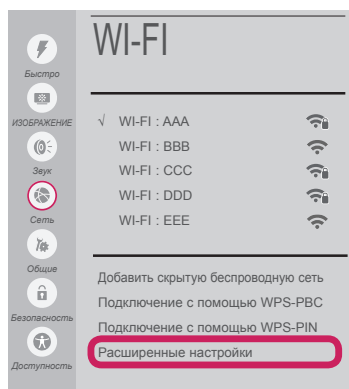 WI-FI
Быстро
ИЗОБРАЖЕНИЕ
Звук
Сеть
Общие
Безопасность
Доступность
√ WI-FI : AAA
WI-FI : BBB
WI-FI : CCC
WI-FI : DDD
WI-FI : EEE
Добавить скрытую беспроводную сеть
Подключение с помощью WPS-PBC
Подключение с помощью WPS-PIN
Расширенные настройки